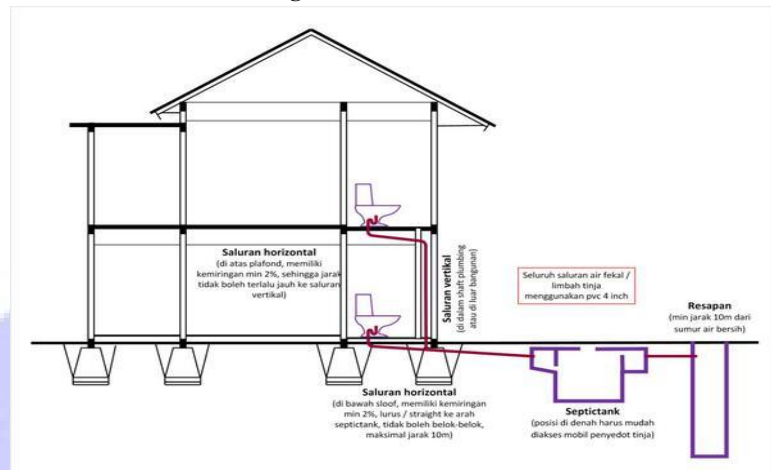 Saluran horizontal
(di atas plafond, memiliki
kemiringan min 2%, sehingga jarak
tidak boleh terlalu jauh ke saluran
vertikal)
Saluran vertikal
(di dalam shaft plumbing
atau di luar bangunan)
Seluruh saluran air fekal /
limbah tinja
menggunakan pvc 4 inch
Resapan
(min jarak 10m dari
sumur air bersih)
Saluran horizontal
(di bawah sloof, memiliki kemiringan
min 2%, lurus / straight ke arah
septictank, tidak boleh belok-belok,
maksimal jarak 10m)
Septictank
(posisi di denah harus mudah
diakses mobil penyedot tinja)